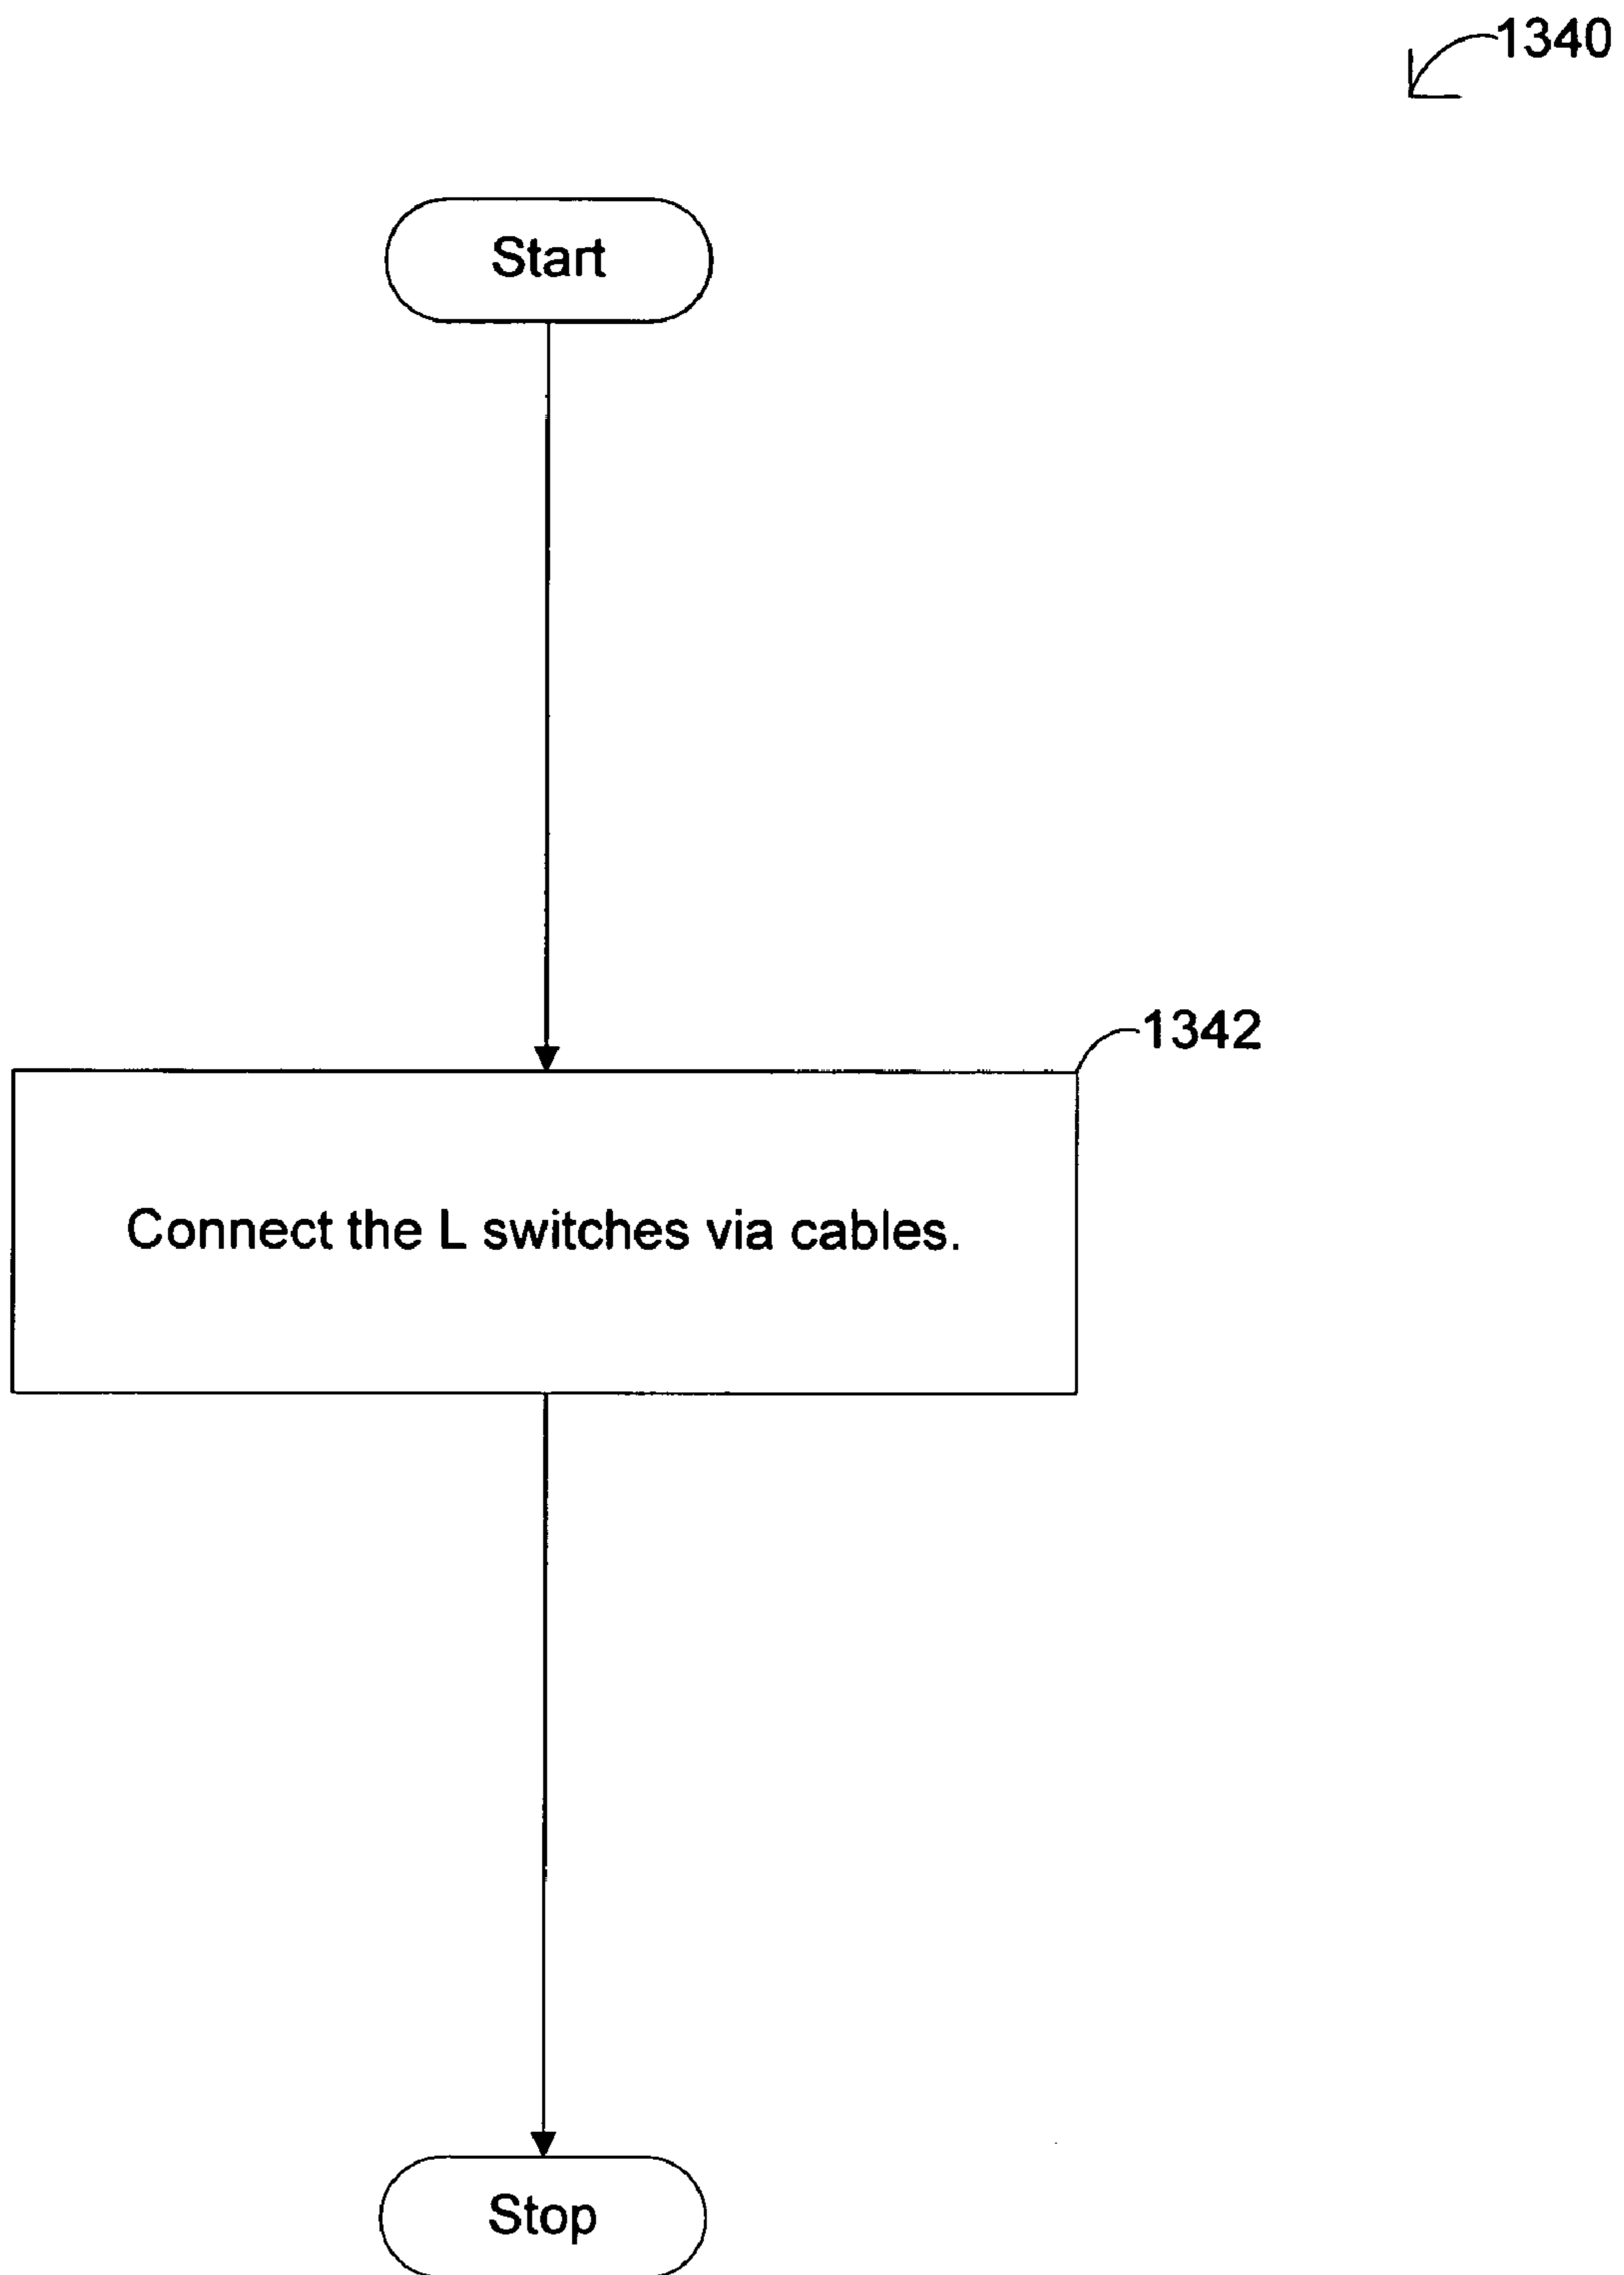 1340
Start
1342
Connect the L switches via cables.
Stop